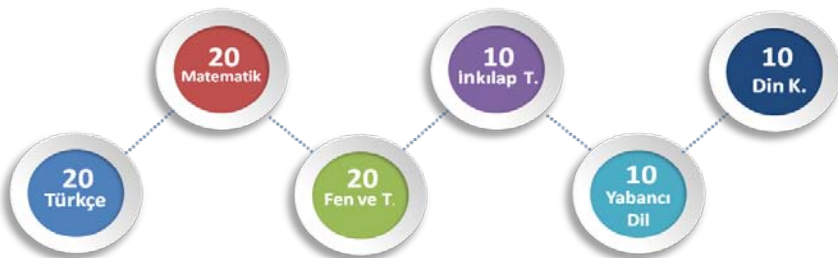 20
Türkçe
20
Matematik
20
Fen ve T.
10
İnkılap T.
10
Yabancı
Dil
10
Din K.